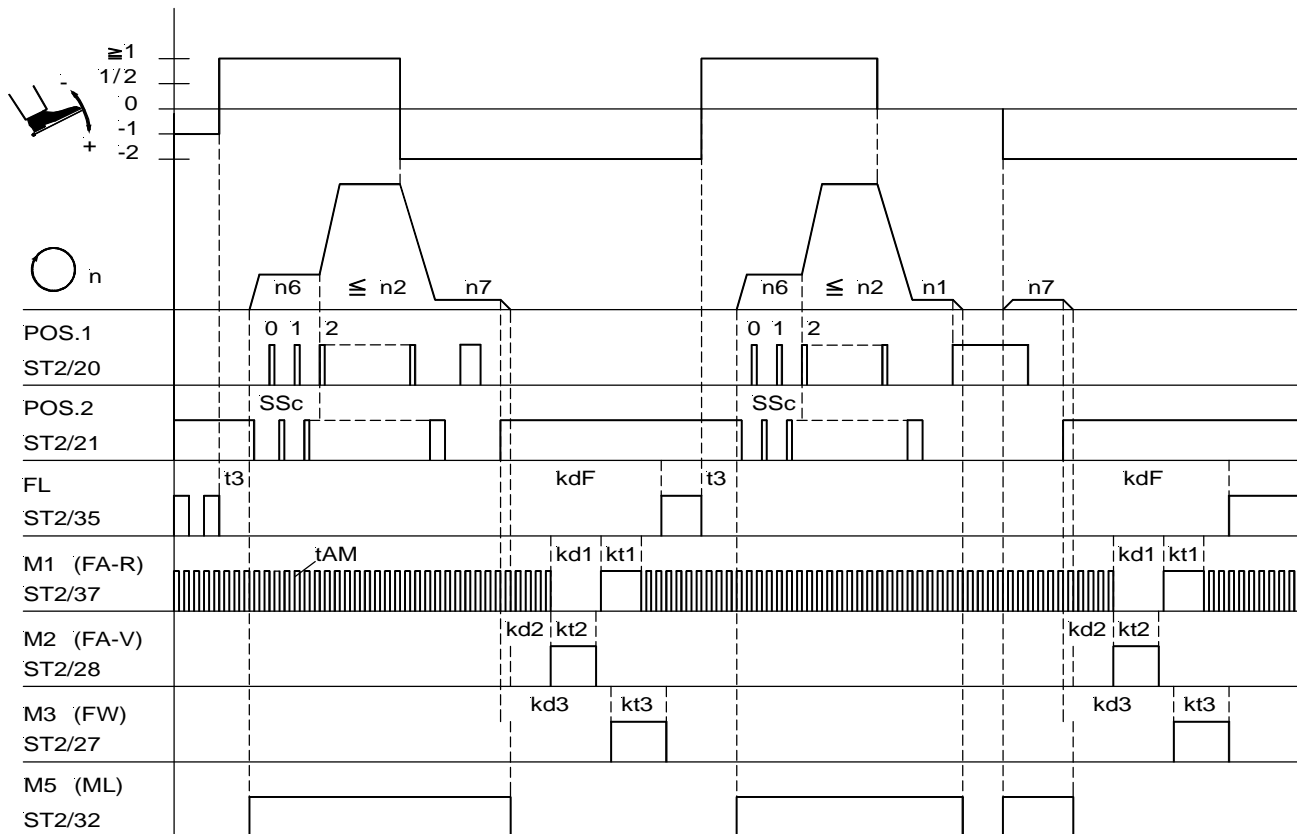 ≧1
1/2
-
0
-1
+
-2
n
n6 ≦ n2 n7 n6 ≦ n2 n1 n7
POS.1 0 1 2 0 1 2
ST2/20
POS.2 SSc SSc
ST2/21
FL t3 kdF t3 kdF
ST2/35
M1 (FA-R) tAM kd1 kt1 kd1 kt1
ST2/37
M2 (FA-V) kd2 kt2 kd2 kt2
ST2/28
M3 (FW) kd3 kt3 kd3 kt3
ST2/27
M5 (ML)
ST2/32